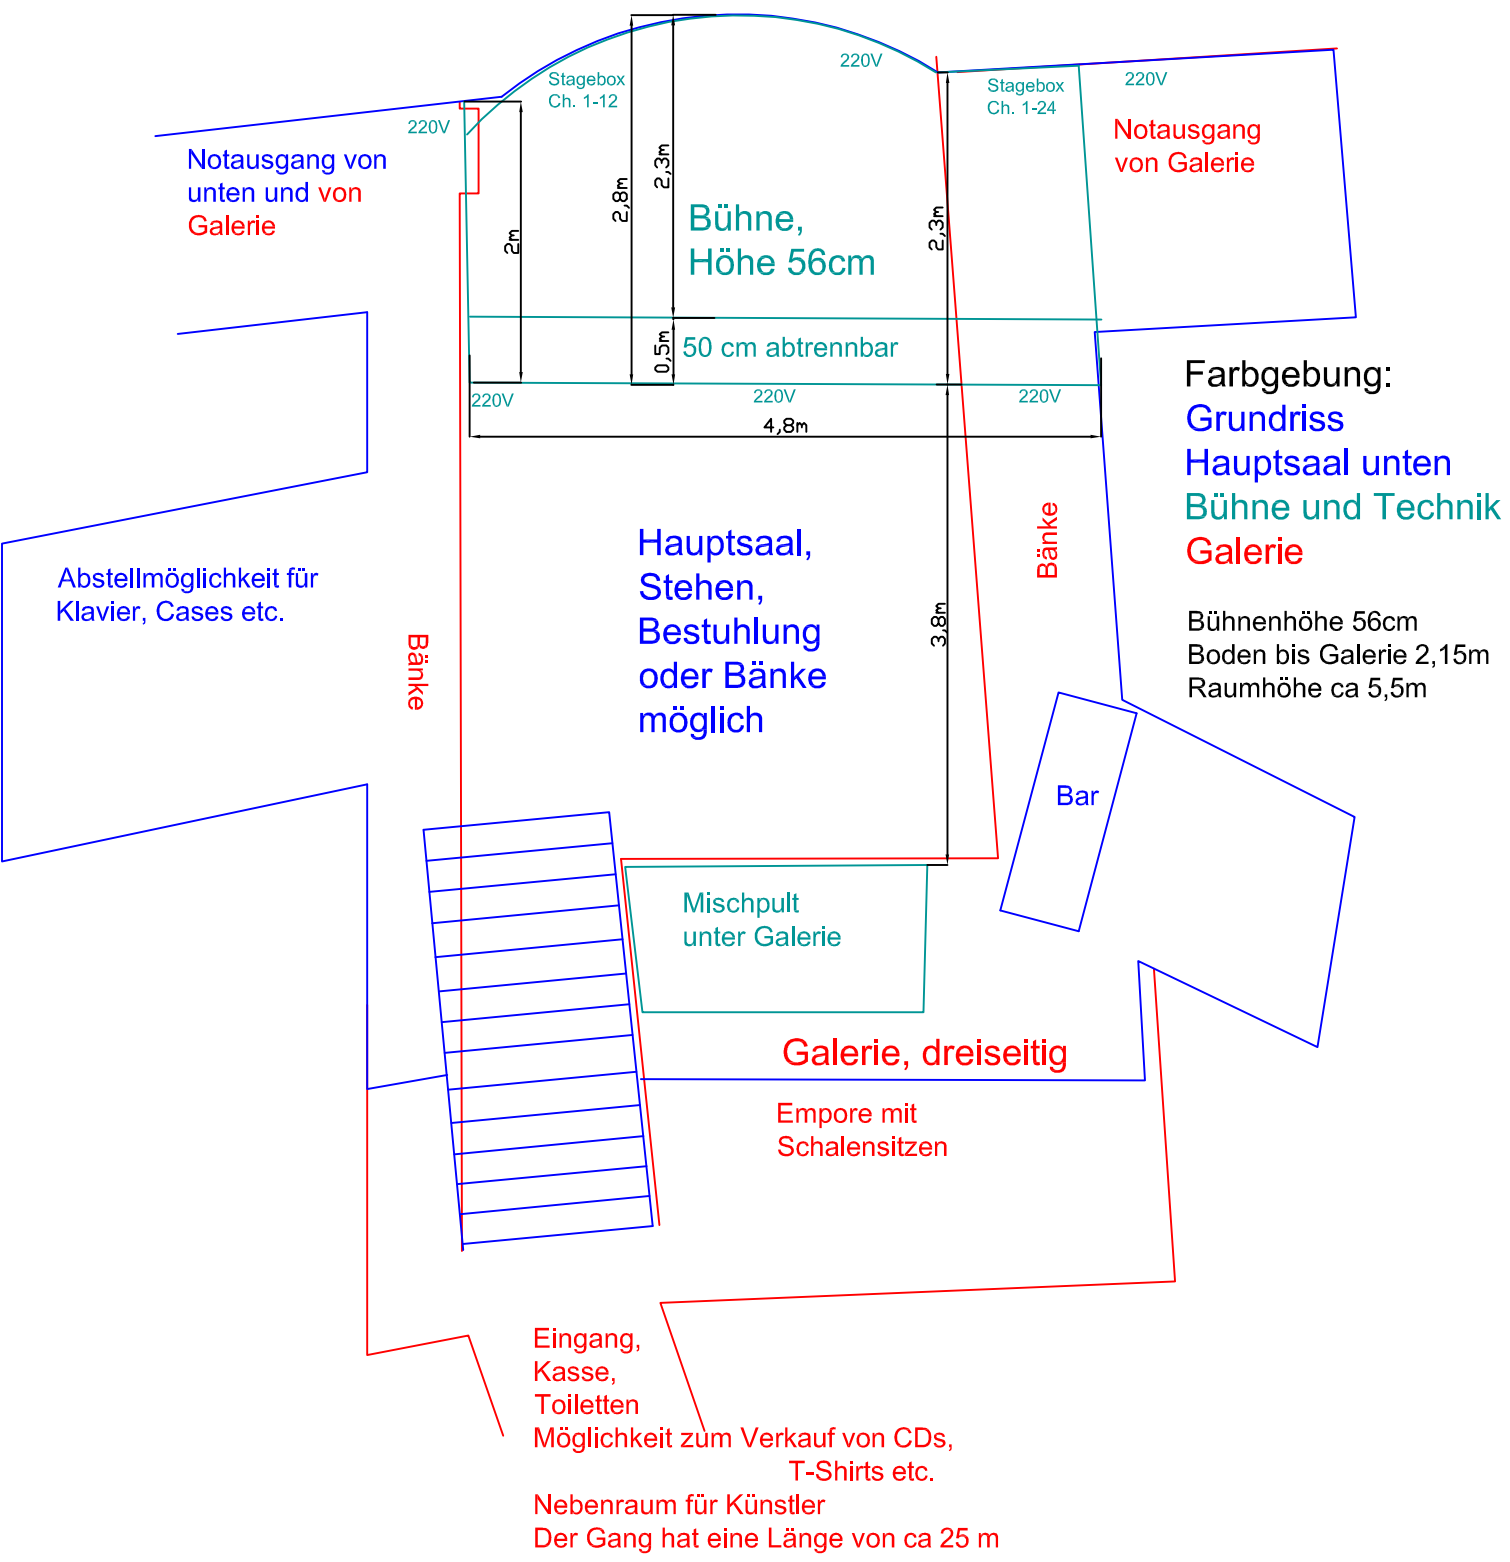 220V
Stagebox
Ch. 1-12
220V
Stagebox
Ch. 1-24
220V
Notausgang von
unten und von
Galerie
Notausgang
von Galerie
2m
2,8m
2,3m
2,3m
Bühne,
Höhe 56cm
0,5m
50 cm abtrennbar
220V
220V
220V
4,8m
Farbgebung:
Grundriss
Hauptsaal unten
Bühne und Technik
Galerie
Bühnenhöhe 56cm
Boden bis Galerie 2,15m
Raumhöhe ca 5,5m
Abstellmöglichkeit für
Klavier, Cases etc.
Bänke
Hauptsaal,
Stehen,
Bestuhlung
oder Bänke
möglich
3,8m
Bänke
Bar
Mischpult
unter Galerie
Galerie, dreiseitig
Empore mit
Schalensitzen
Eingang,
Kasse,
Toiletten
Möglichkeit zum Verkauf von CDs,
T-Shirts etc.
Nebenraum für Künstler
Der Gang hat eine Länge von ca 25 m